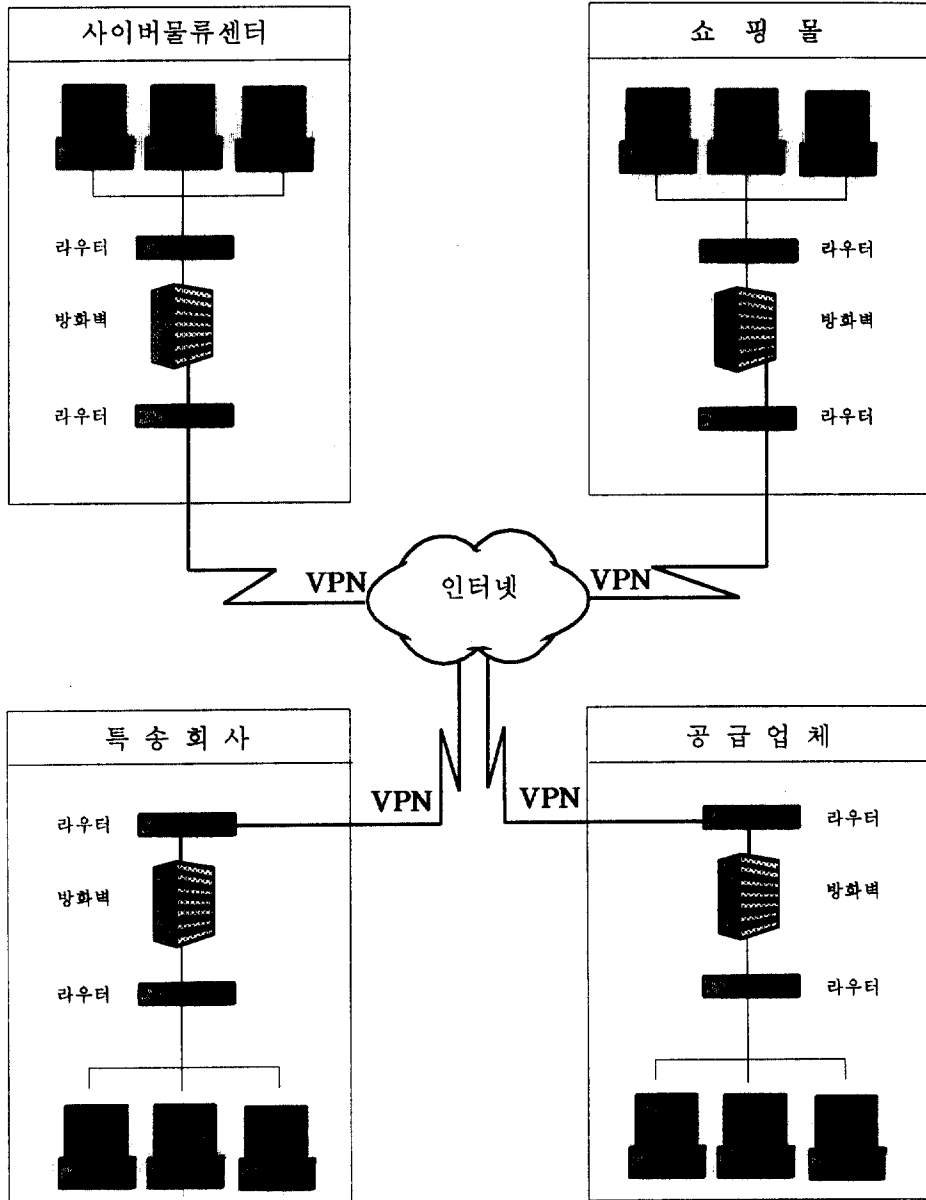 사이버물류센터
라우터
방화벽
라우터
쇼 핑 몰
라우터
방화벽
라우터
VPN
인터넷
VPN
특 송 회 사
라우터
방화벽
라우터
VPN
VPN
공 급 업 체
라우터
방화벽
라우터